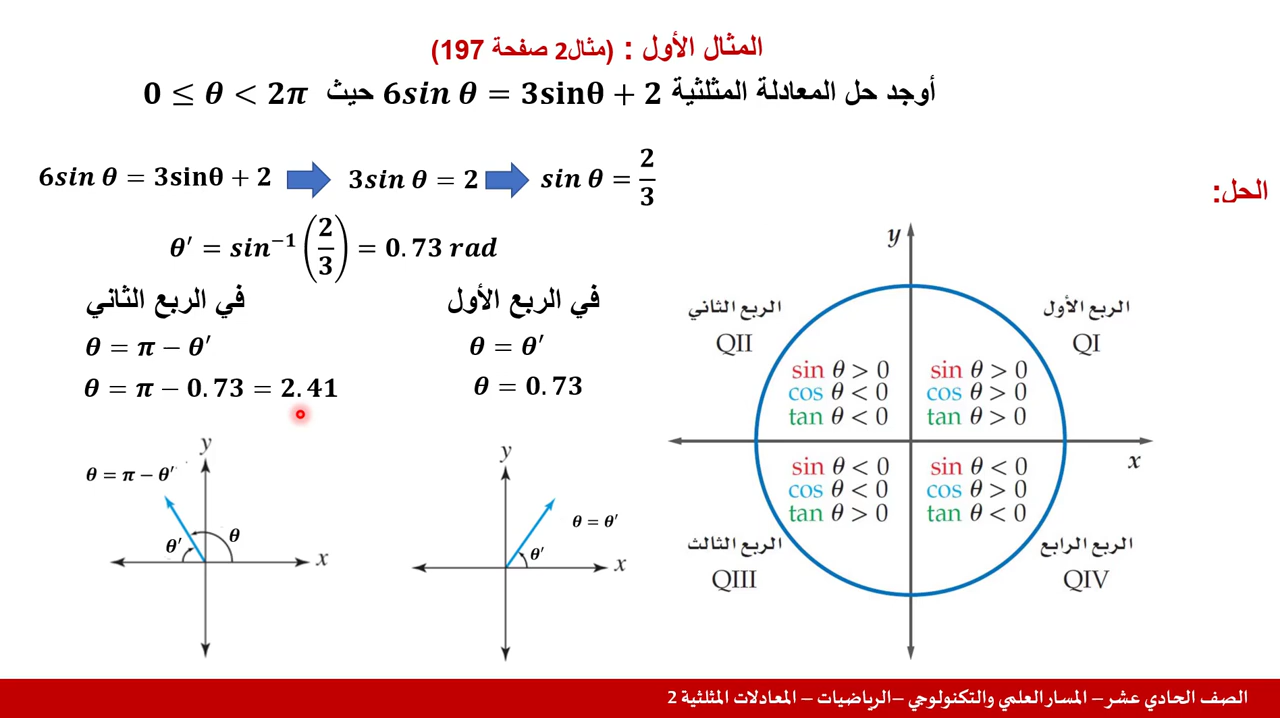 المثال الأول : (مثال2 صفحة 197)
أوجد حل المعادلة المثلثية 6sin θ = 3sinθ + 2 حيث 0 ≤ θ < 2π
الحل:
6sin θ = 3sinθ + 2 3sin θ = 2 sin θ = 2/3
θ′ = sin⁻¹(2/3) = 0.73 rad
في الربع الأول
θ = θ′
θ = 0.73
في الربع الثاني
θ = π − θ′
θ = π − 0.73 = 2.41
y
x
θ = θ′
θ′
y
x
θ = π − θ′
θ′
θ
y
x
الربع الأول
QI
sin θ > 0
cos θ > 0
tan θ > 0
الربع الثاني
QII
sin θ > 0
cos θ < 0
tan θ < 0
الربع الثالث
QIII
sin θ < 0
cos θ < 0
tan θ > 0
الربع الرابع
QIV
sin θ < 0
cos θ > 0
tan θ < 0
الصف الحادي عشر – المسار العلمي والتكنولوجي –الرياضيات – المعادلات المثلثية 2